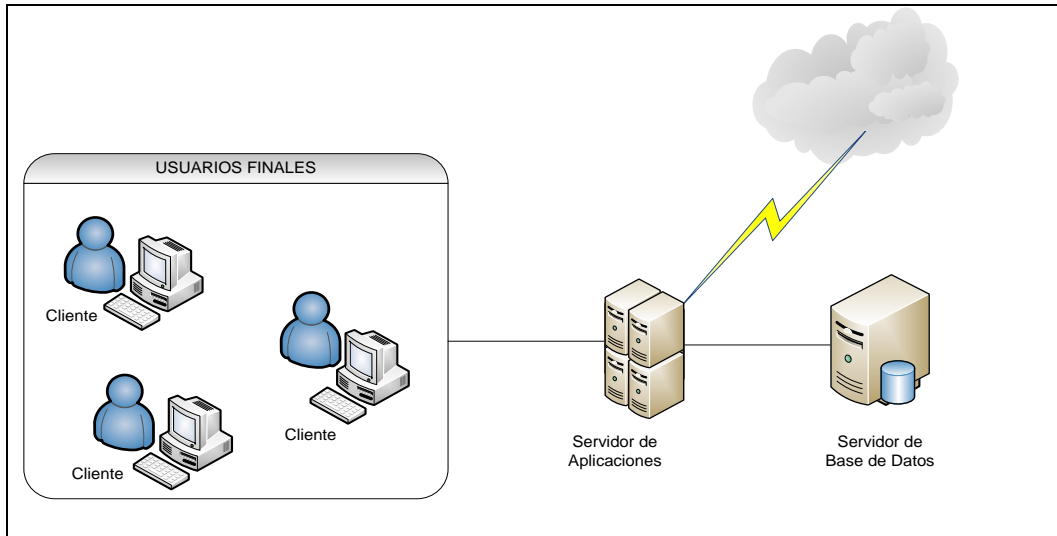 USUARIOS FINALES
Cliente
Cliente
Cliente
Servidor de
Aplicaciones
Servidor de
Base de Datos